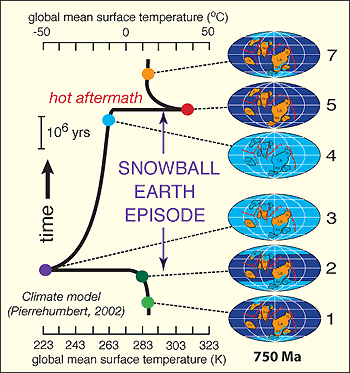 global mean surface temperature (°C)
-50 0 50
7
hot aftermath
5
10⁶ yrs
4
SNOWBALL
EARTH
EPISODE
time
3
2
Climate model
(Pierrehumbert, 2002)
1
223 243 263 283 303 323
global mean surface temperature (K)
750 Ma